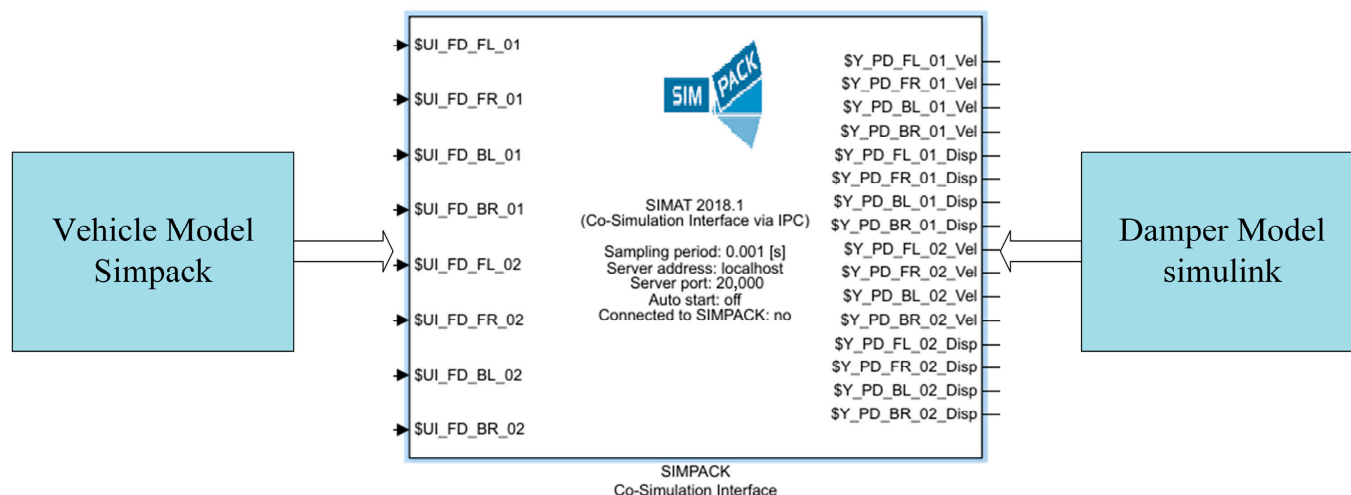 $UI_FD_FL_01
$UI_FD_FR_01
$UI_FD_BL_01
$UI_FD_BR_01
$UI_FD_FL_02
$UI_FD_FR_02
$UI_FD_BL_02
$UI_FD_BR_02
SIM
PACK
SIMAT 2018.1
(Co-Simulation Interface via IPC)
Sampling period: 0.001 [s]
Server address: localhost
Server port: 20,000
Auto start: off
Connected to SIMPACK: no
$Y_PD_FL_01_Vel
$Y_PD_FR_01_Vel
$Y_PD_BL_01_Vel
$Y_PD_BR_01_Vel
$Y_PD_FL_01_Disp
$Y_PD_FR_01_Disp
$Y_PD_BL_01_Disp
$Y_PD_BR_01_Disp
$Y_PD_FL_02_Vel
$Y_PD_FR_02_Vel
$Y_PD_BL_02_Vel
$Y_PD_BR_02_Vel
$Y_PD_FL_02_Disp
$Y_PD_FR_02_Disp
$Y_PD_BL_02_Disp
$Y_PD_BR_02_Disp
Vehicle Model
Simpack
Damper Model
simulink
SIMPACK
Co-Simulation Interface